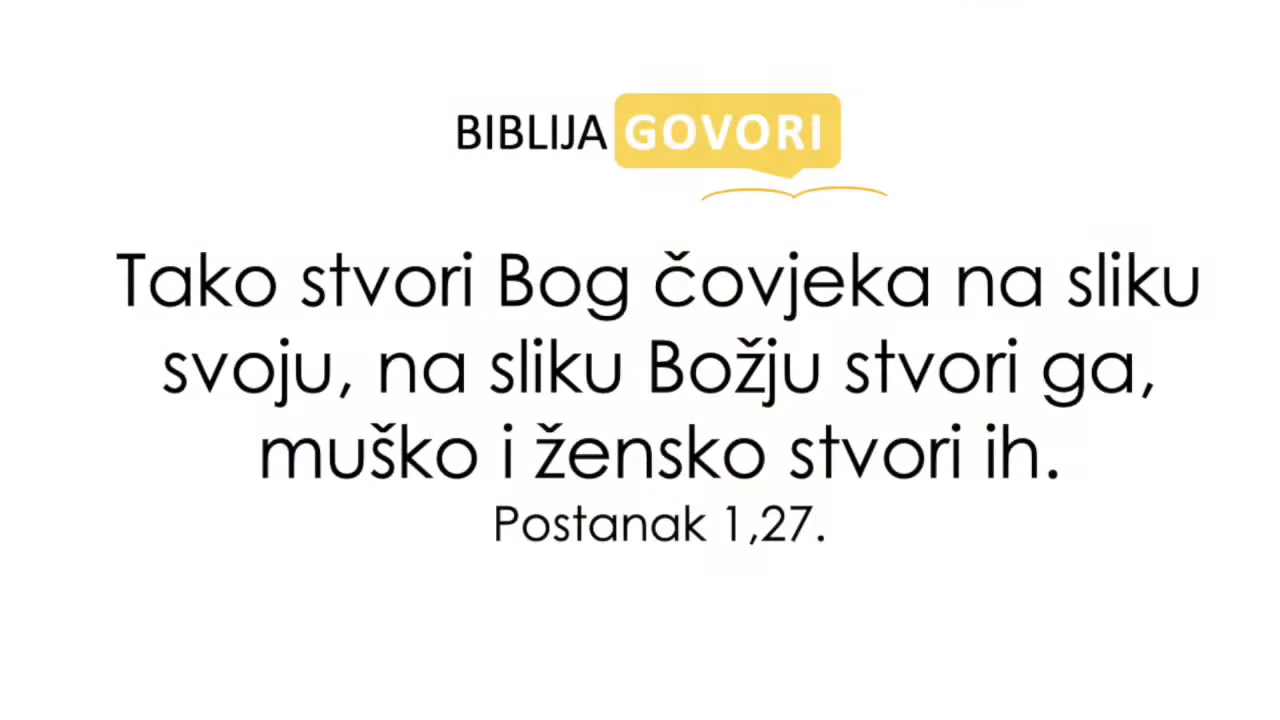 BIBLIJA GOVORI
Tako stvori Bog čovjeka na sliku
svoju, na sliku Božju stvori ga,
muško i žensko stvori ih.
Postanak 1,27.